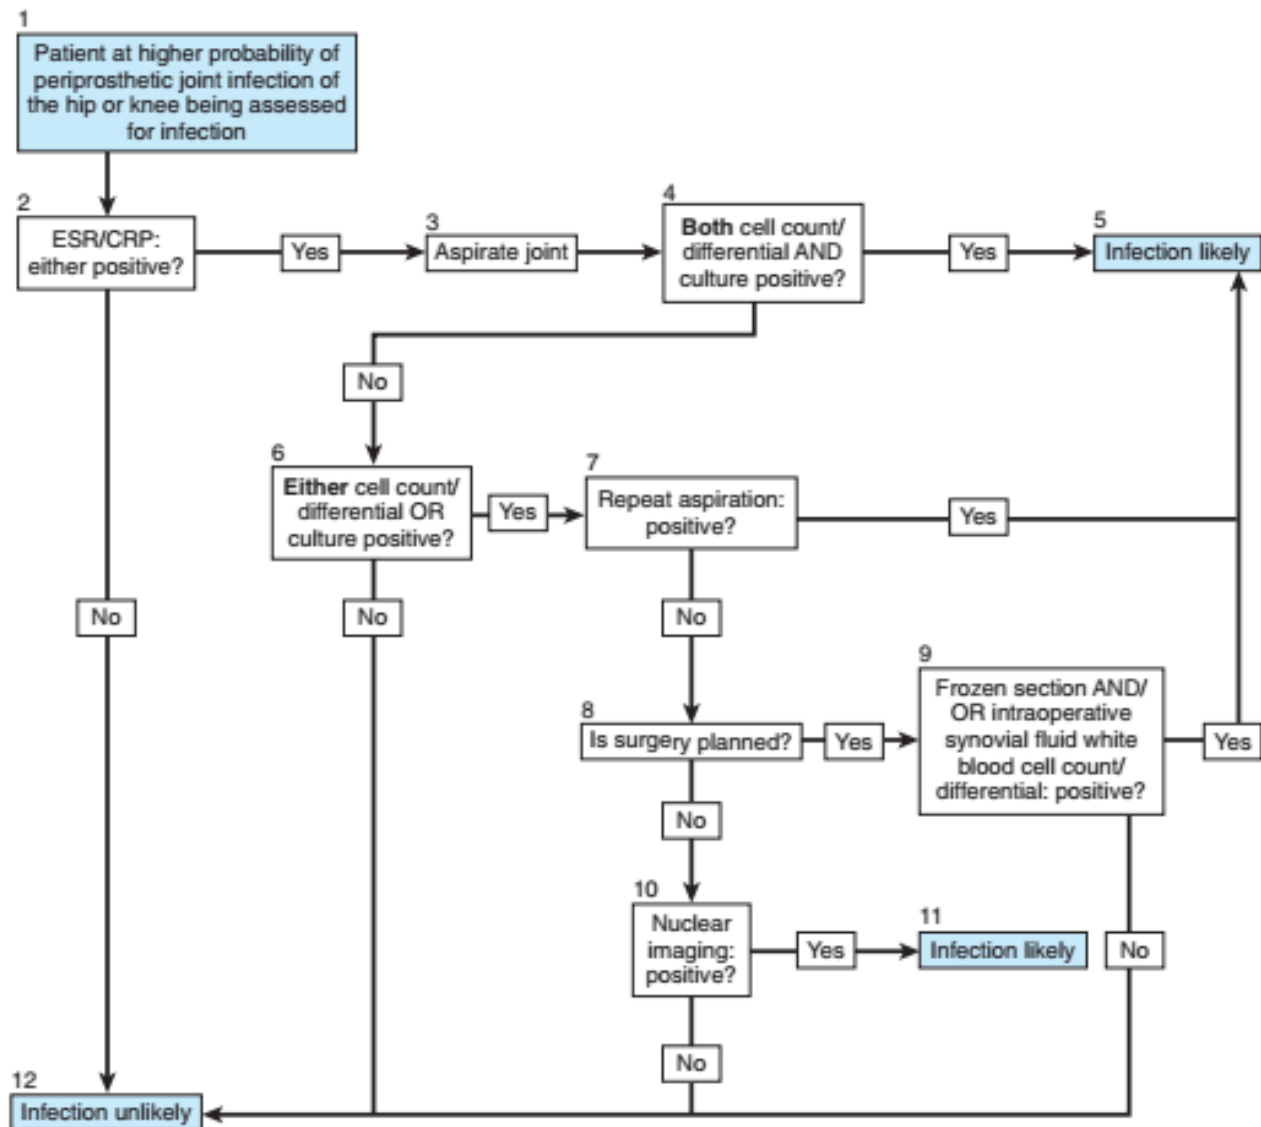 1
Patient at higher probability of
periprosthetic joint infection of
the hip or knee being assessed
for infection
2
ESR/CRP:
either positive?
Yes
3
Aspirate joint
4
Both cell count/
differential AND
culture positive?
Yes
5
Infection likely
No
No
6
Either cell count/
differential OR
culture positive?
Yes
7
Repeat aspiration:
positive?
Yes
No
No
8
Is surgery planned?
Yes
9
Frozen section AND/
OR intraoperative
synovial fluid white
blood cell count/
differential: positive?
Yes
No
No
10
Nuclear
imaging:
positive?
Yes
11
Infection likely
No
12
Infection unlikely